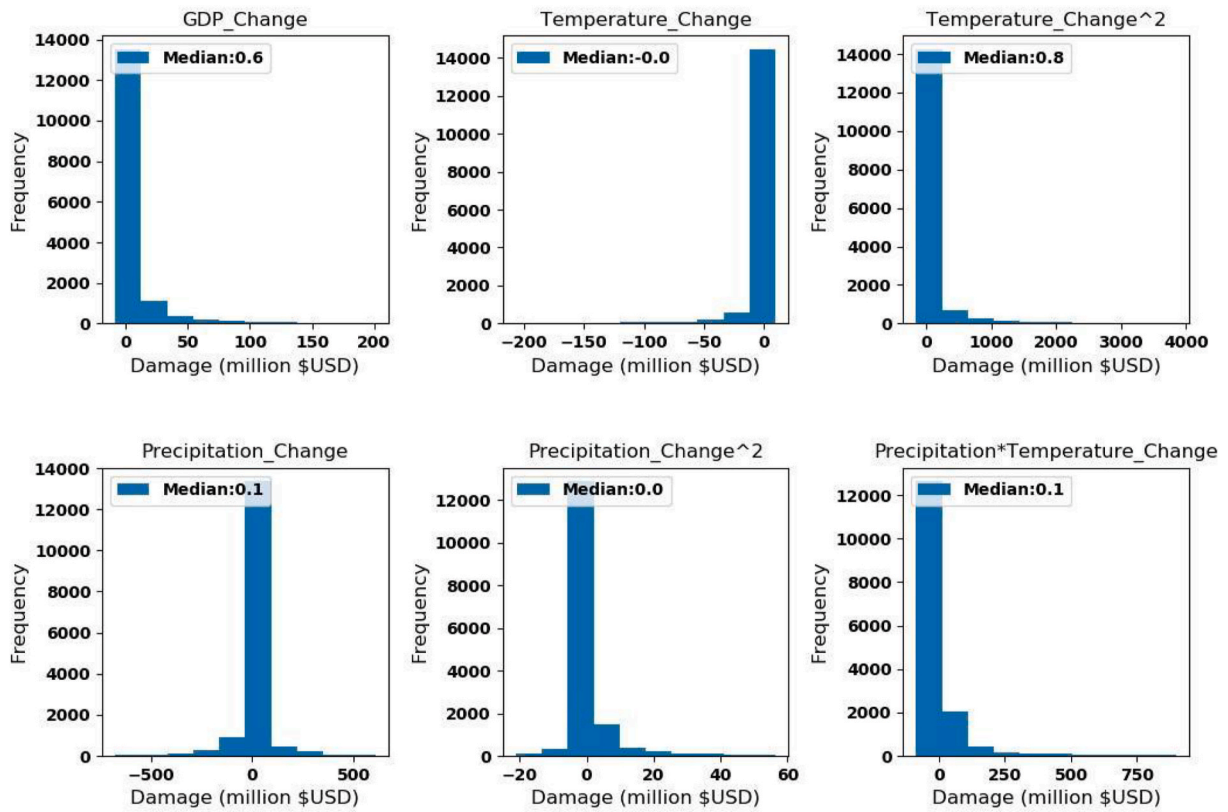 GDP_Change
Median:0.6
14000
12000
10000
8000
6000
4000
2000
0
Frequency
0 50 100 150 200
Damage (million $USD)
Temperature_Change
Median:-0.0
14000
12000
10000
8000
6000
4000
2000
0
Frequency
−200 −150 −100 −50 0
Damage (million $USD)
Temperature_Change^2
Median:0.8
14000
12000
10000
8000
6000
4000
2000
0
Frequency
0 1000 2000 3000 4000
Damage (million $USD)
Precipitation_Change
Median:0.1
14000
12000
10000
8000
6000
4000
2000
0
Frequency
−500 0 500
Damage (million $USD)
Precipitation_Change^2
Median:0.0
12000
10000
8000
6000
4000
2000
0
Frequency
−20 0 20 40 60
Damage (million $USD)
Precipitation*Temperature_Change
Median:0.1
12000
10000
8000
6000
4000
2000
0
Frequency
0 250 500 750
Damage (million $USD)